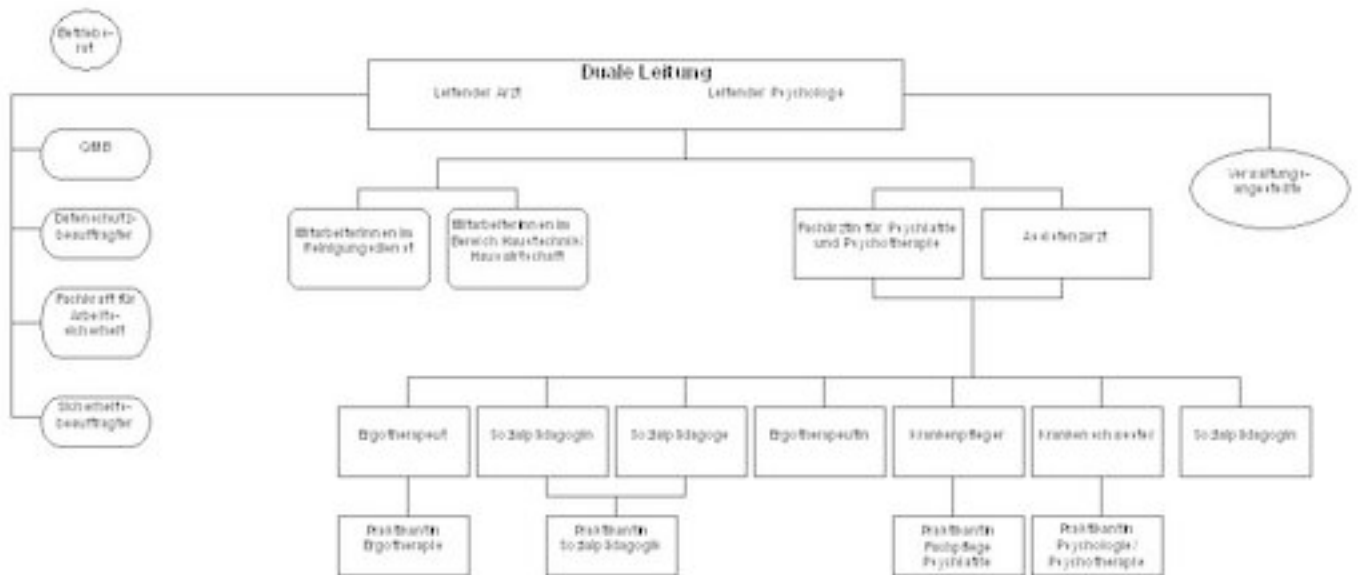 Betriebs-
rat
Duale Leitung
Leitender Arzt Leitender Psychologe
QMB
Datenschutz-
beauftragter
Fachkraft für
Arbeits-
sicherheit
Sicherheits-
beauftragter
MitarbeiterInnen im
Reinigungsdienst
MitarbeiterInnen im
Bereich Haustechnik/
Hauswirtschaft
Fachärztin für Psychiatrie
und Psychotherapie
Assistenzarzt
Verwaltungs-
angestellte
Ergotherapeut
Sozialpädagogin
Sozialpädagoge
Ergotherapeutin
Krankenpfleger
Krankenschwester
Sozialpädagogin
Praktikantin
Ergotherapie
Praktikantin
Sozialpädagogik
Praktikantin
Fachpflege
Psychiatrie
Praktikantin
Psychologie/
Psychotherapie